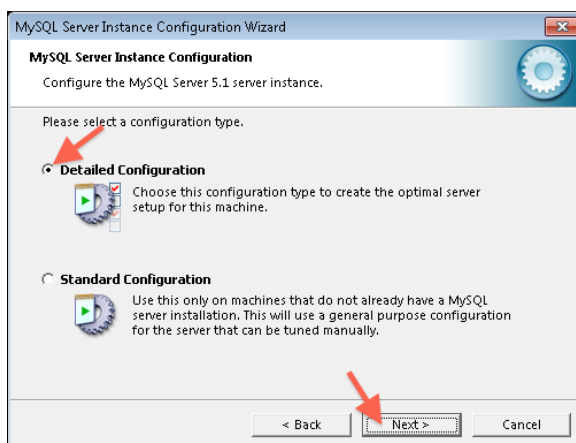 MySQL Server Instance Configuration Wizard
MySQL Server Instance Configuration
Configure the MySQL Server 5.1 server instance.
Please select a configuration type.
Detailed Configuration
Choose this configuration type to create the optimal server
setup for this machine.
Standard Configuration
Use this only on machines that do not already have a MySQL
server installation. This will use a general purpose configuration
for the server that can be tuned manually.
< Back
Next >
Cancel